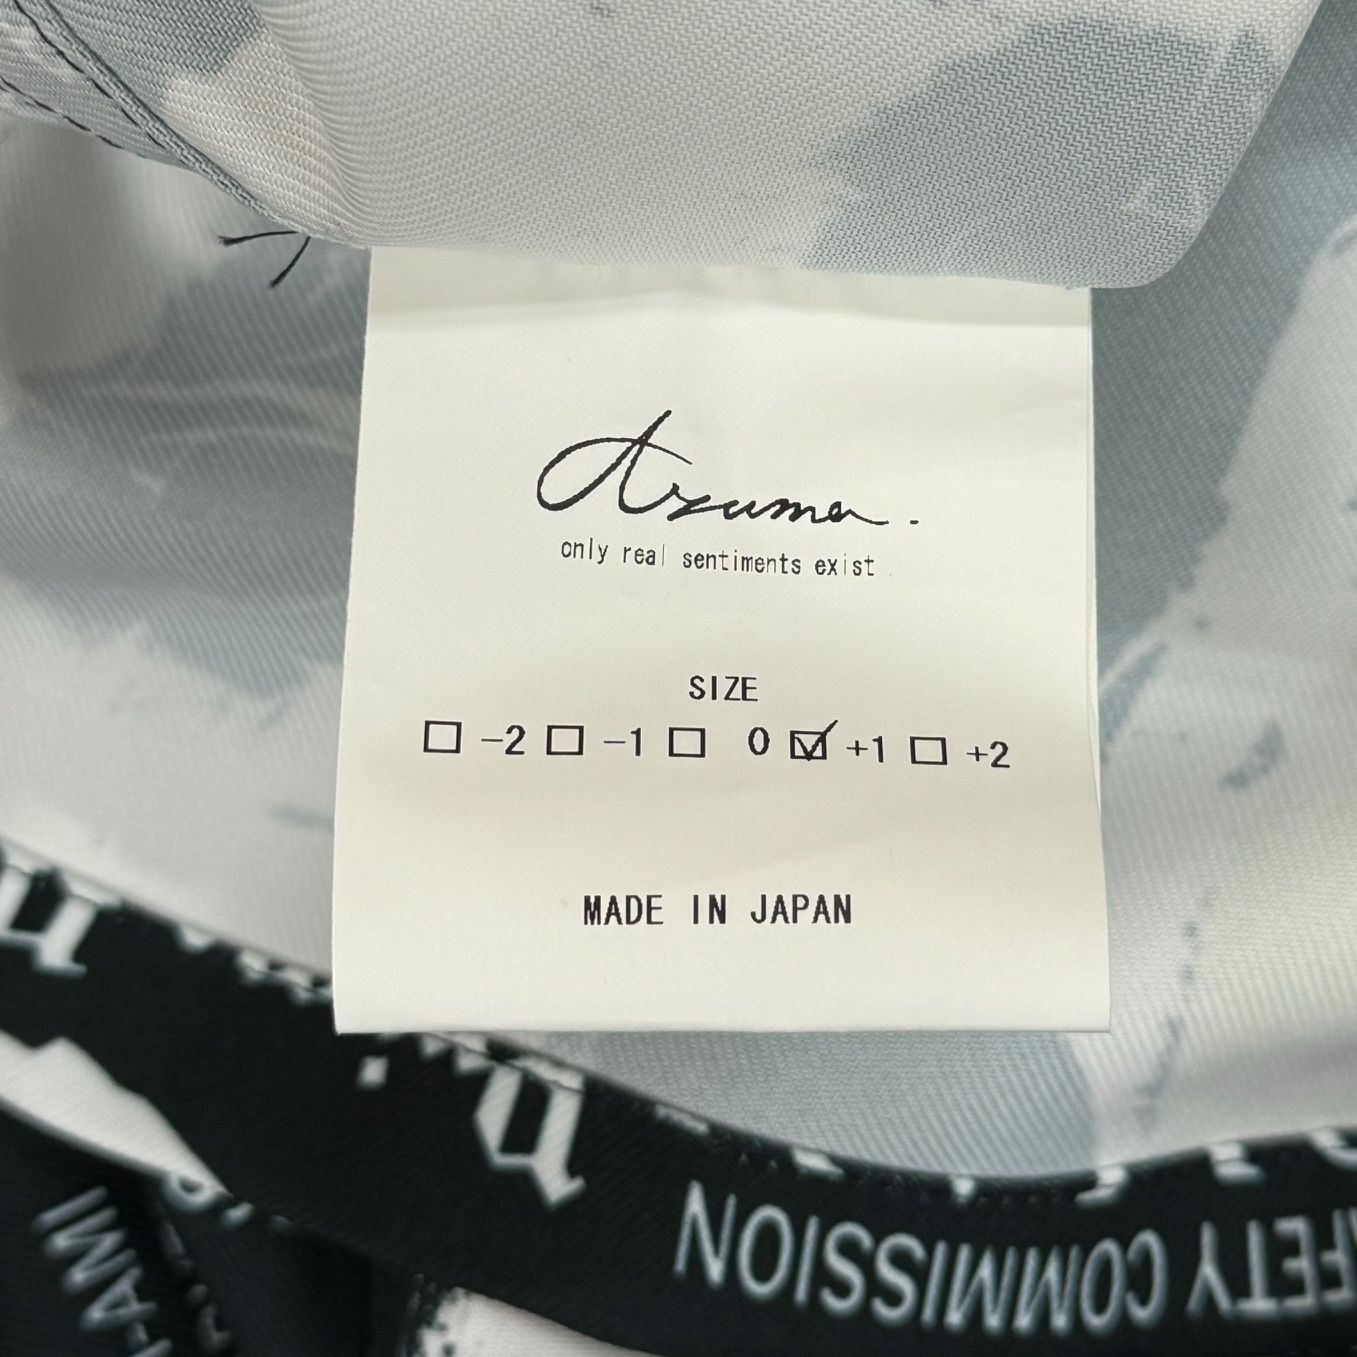 Azuma.
only real sentiments exist
SIZE
☐ -2 ☐ -1 ☐ 0 ☑ +1 ☐ +2
MADE IN JAPAN
COMMISSION